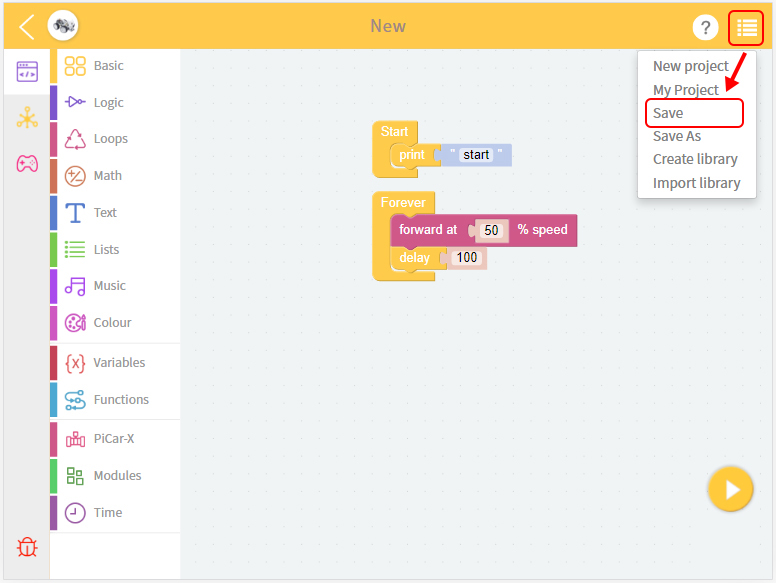 New
?
New project
My Project
Save
Save As
Create library
Import library
Basic
Logic
Loops
Math
Text
Lists
Music
Colour
Variables
Functions
PiCar-X
Modules
Time
Start
print " start "
Forever
forward at 50 % speed
delay 100